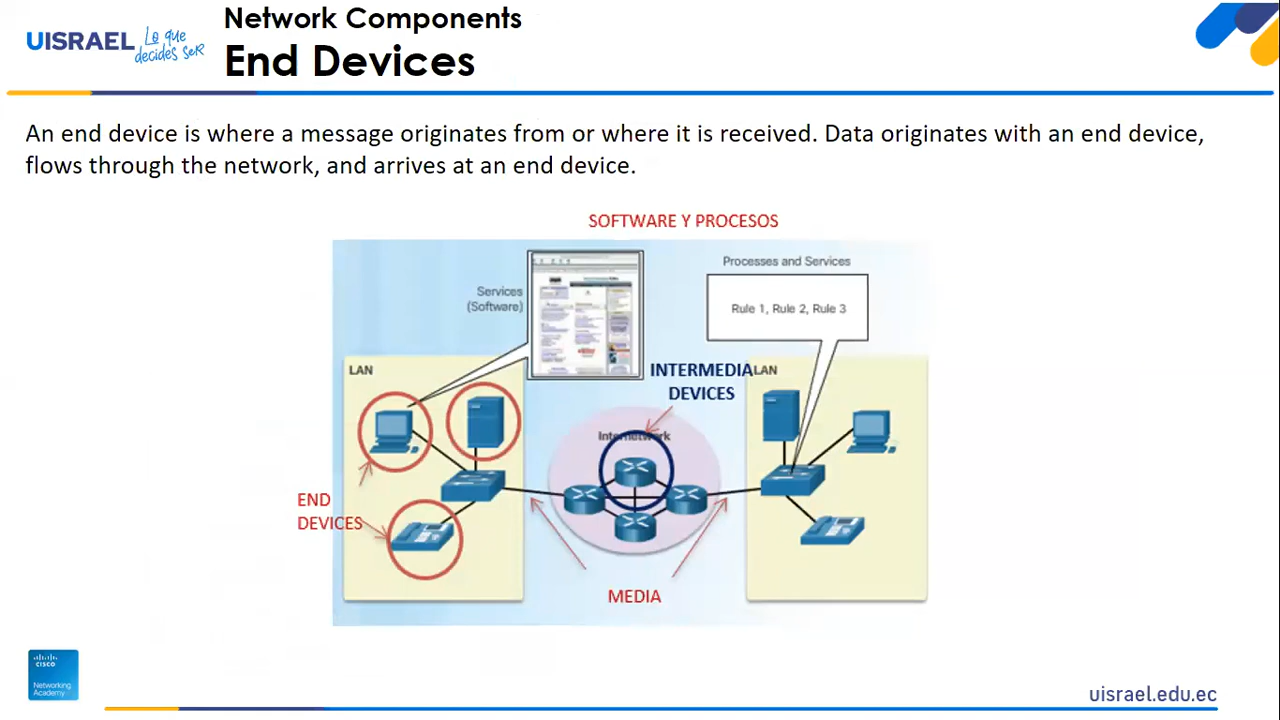 Network Components
UISRAEL
Lo que
decides ser
End Devices
An end device is where a message originates from or where it is received. Data originates with an end device,
flows through the network, and arrives at an end device.
SOFTWARE Y PROCESOS
Services
(Software)
Processes and Services
Rule 1, Rule 2, Rule 3
LAN
INTERMEDIA
DEVICES
LAN
Internetwork
END
DEVICES
MEDIA
CISCO
Networking
Academy
uisrael.edu.ec